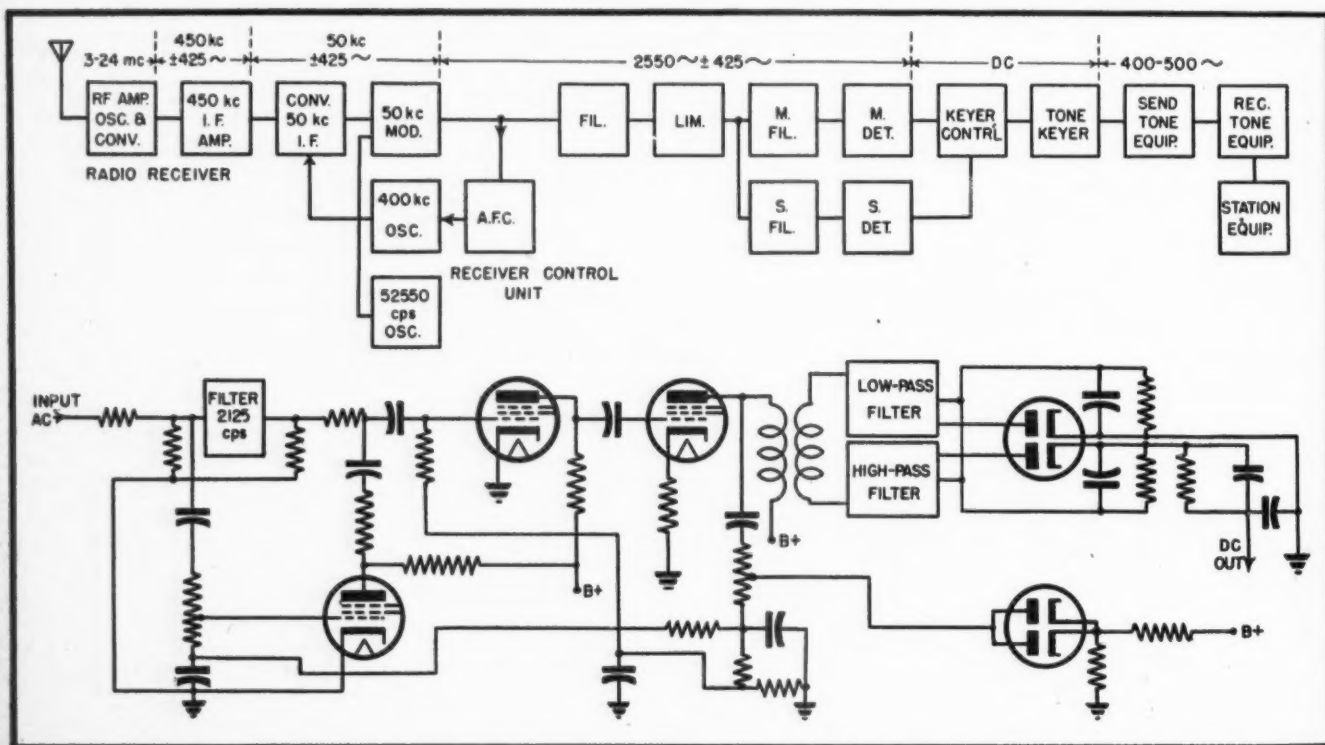 450 kc
50 kc
3-24 mc
±425~
±425~
2550~ ± 425~
DC
400-500~
RF AMP.
OSC. &
CONV.
450 kc
I. F.
AMP.
CONV.
50 kc
I. F.
50 kc
MOD.
FIL.
LIM.
M.
FIL.
M.
DET.
KEYER
CONTR'L
TONE
KEYER
SEND
TONE
EQUIP.
REC.
TONE
EQUIP.
RADIO RECEIVER
400 kc
OSC.
A.F.C.
S.
FIL.
S.
DET.
STATION
EQUIP.
RECEIVER CONTROL
UNIT
52550
cps
OSC.
INPUT
AC
FILTER
2125
cps
LOW-PASS
FILTER
HIGH-PASS
FILTER
B+
B+
DC
OUT
B+